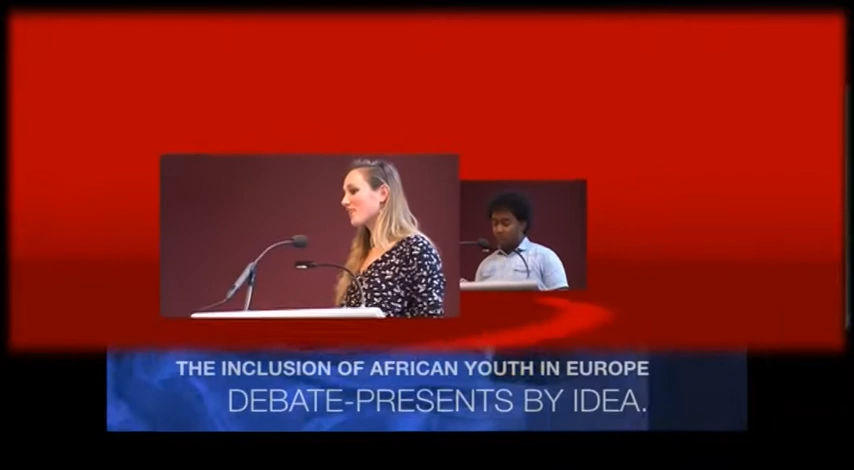 THE INCLUSION OF AFRICAN YOUTH IN EUROPE
DEBATE-PRESENTS BY IDEA.